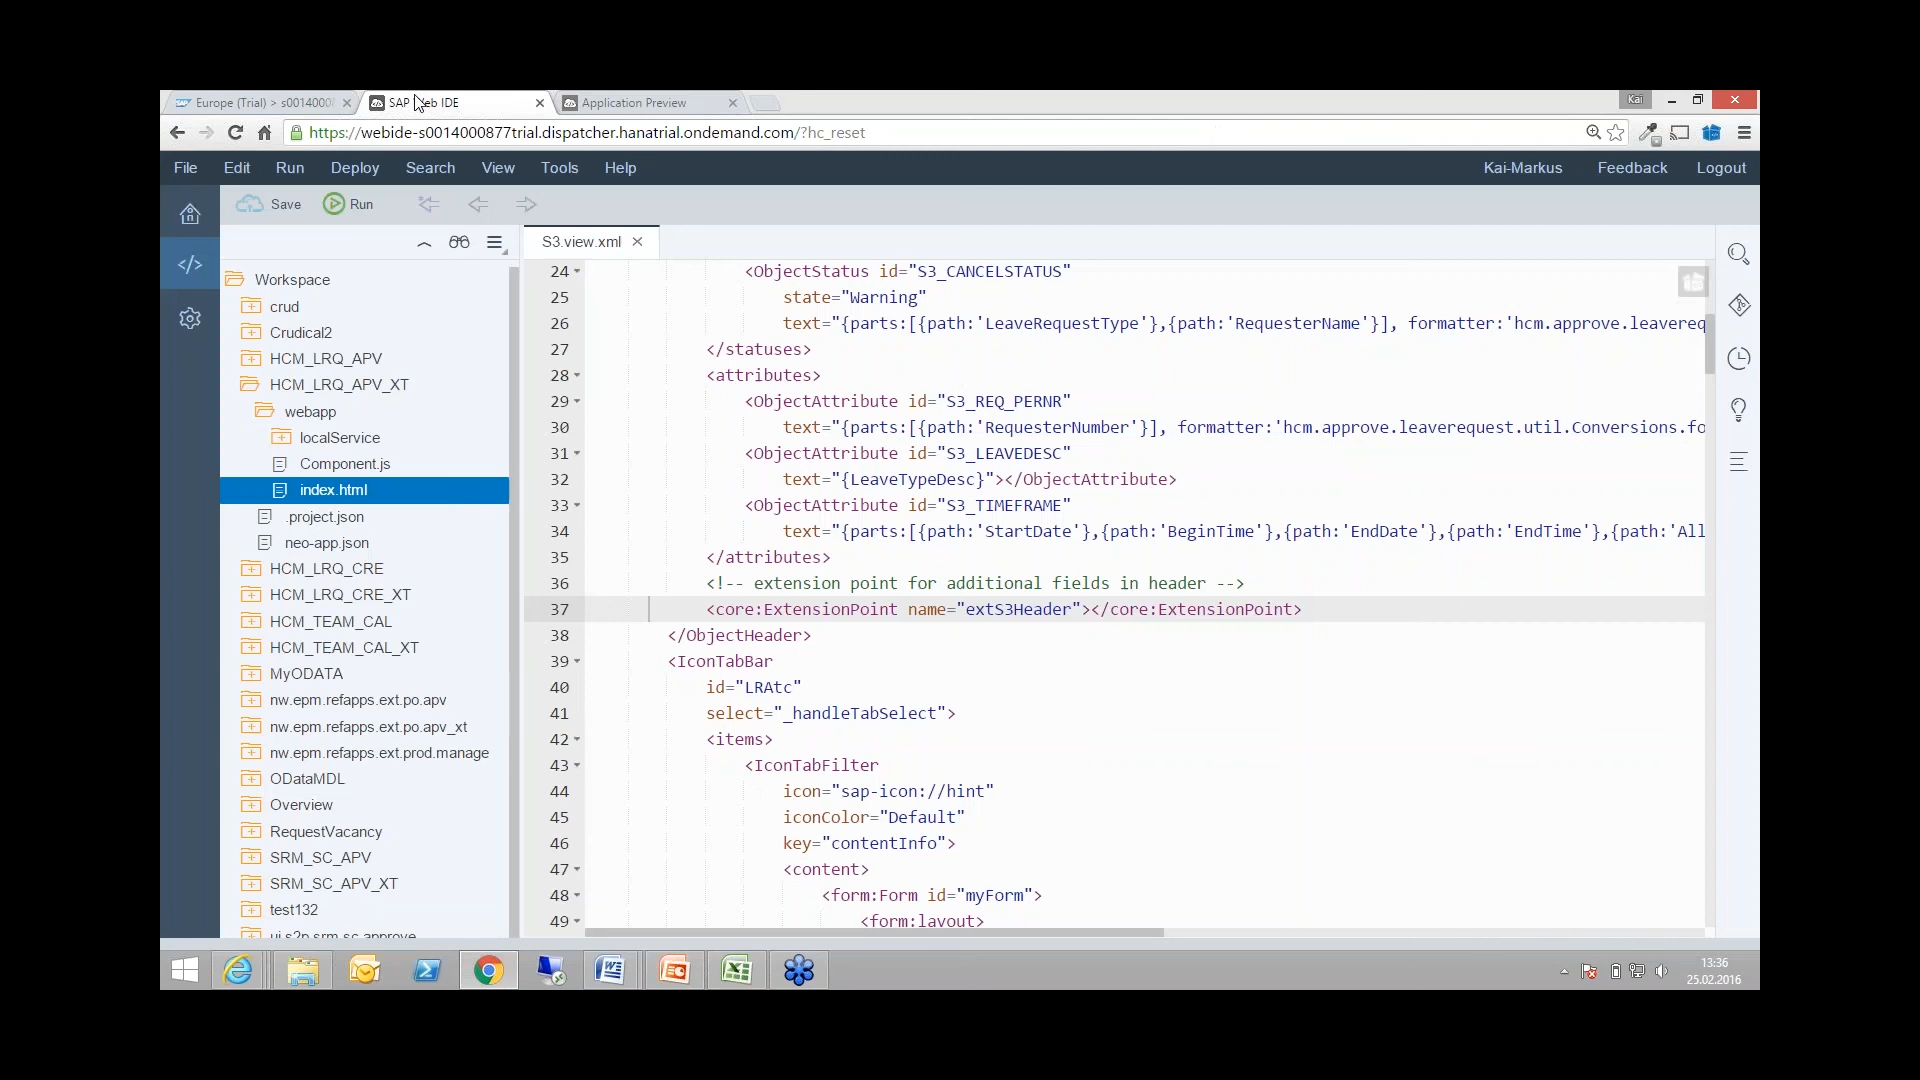 Europe (Trial) > s0014000
SAP Web IDE
Application Preview
Kai
https://webide-s0014000877trial.dispatcher.hanatrial.ondemand.com/?hc_reset
File Edit Run Deploy Search View Tools Help Kai-Markus Feedback Logout
Save Run
S3.view.xml
Workspace
crud
Crudical2
HCM_LRQ_APV
HCM_LRQ_APV_XT
webapp
localService
Component.js
index.html
.project.json
neo-app.json
HCM_LRQ_CRE
HCM_LRQ_CRE_XT
HCM_TEAM_CAL
HCM_TEAM_CAL_XT
MyODATA
nw.epm.refapps.ext.po.apv
nw.epm.refapps.ext.po.apv_xt
nw.epm.refapps.ext.prod.manage
ODataMDL
Overview
RequestVacancy
SRM_SC_APV
SRM_SC_APV_XT
test132
ui.s2p.srm.sc.approve
24 <ObjectStatus id="S3_CANCELSTATUS"
25 state="Warning"
26 text="{parts:[{path:'LeaveRequestType'},{path:'RequesterName'}], formatter:'hcm.approve.leavereq
27 </statuses>
28 <attributes>
29 <ObjectAttribute id="S3_REQ_PERNR"
30 text="{parts:[{path:'RequesterNumber'}], formatter:'hcm.approve.leaverequest.util.Conversions.fo
31 <ObjectAttribute id="S3_LEAVEDESC"
32 text="{LeaveTypeDesc}"></ObjectAttribute>
33 <ObjectAttribute id="S3_TIMEFRAME"
34 text="{parts:[{path:'StartDate'},{path:'BeginTime'},{path:'EndDate'},{path:'EndTime'},{path:'All
35 </attributes>
36 <!-- extension point for additional fields in header -->
37 <core:ExtensionPoint name="extS3Header"></core:ExtensionPoint>
38 </ObjectHeader>
39 <IconTabBar
40 id="LRAtc"
41 select="_handleTabSelect">
42 <items>
43 <IconTabFilter
44 icon="sap-icon://hint"
45 iconColor="Default"
46 key="contentInfo">
47 <content>
48 <form:Form id="myForm">
49 <form:layout>
13:36
25.02.2016